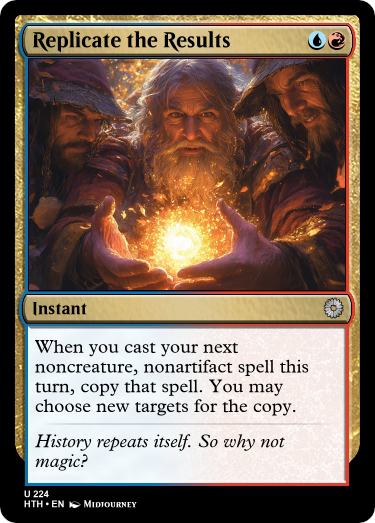 Replicate the Results
Instant
When you cast your next
noncreature, nonartifact spell this
turn, copy that spell. You may
choose new targets for the copy.
History repeats itself. So why not
magic?
U 224
HTH • EN Midjourney